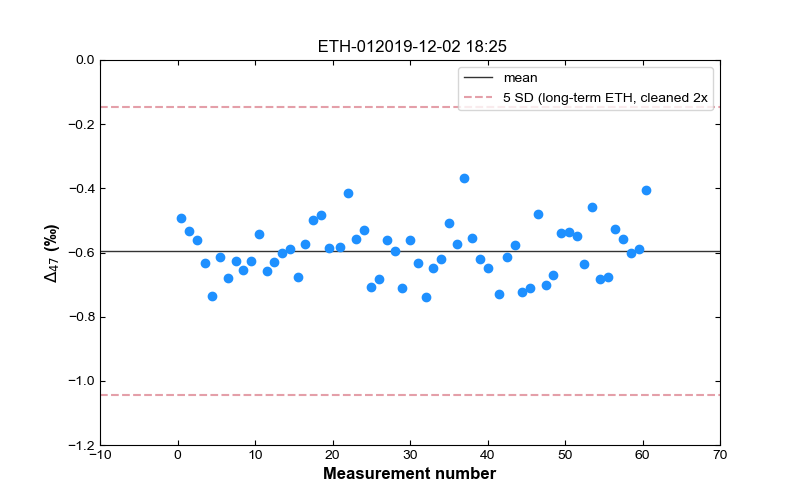 ETH-012019-12-02 18:25
mean
5 SD (long-term ETH, cleaned 2x
0.0
−0.2
−0.4
−0.6
−0.8
−1.0
−1.2
Δ47 (‰)
−10 0 10 20 30 40 50 60 70
Measurement number